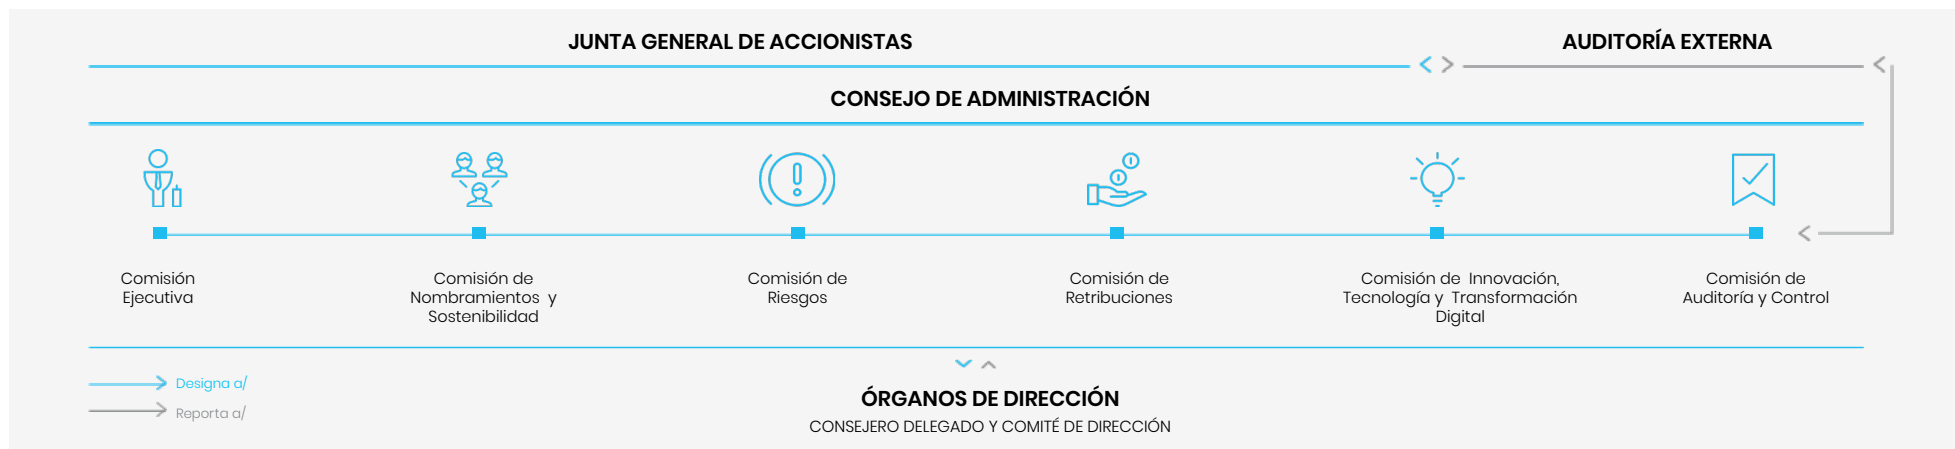 JUNTA GENERAL DE ACCIONISTAS
AUDITORÍA EXTERNA
CONSEJO DE ADMINISTRACIÓN
Comisión
Ejecutiva
Comisión de
Nombramientos y
Sostenibilidad
Comisión de
Riesgos
Comisión de
Retribuciones
Comisión de Innovación,
Tecnología y Transformación
Digital
Comisión de
Auditoría y Control
Designa a/
Reporta a/
ÓRGANOS DE DIRECCIÓN
CONSEJERO DELEGADO Y COMITÉ DE DIRECCIÓN